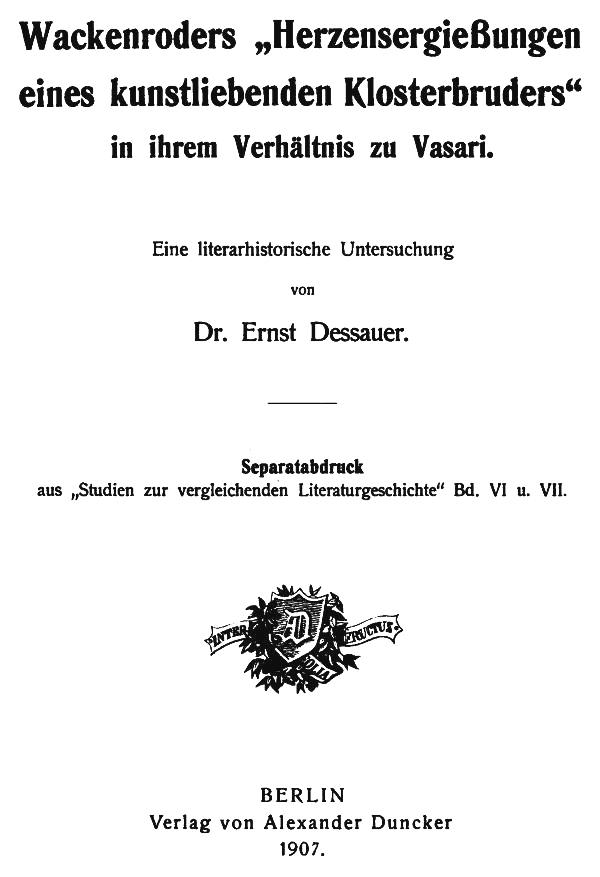 Wackenroders „Herzensergießungen
eines kunstliebenden Klosterbruders“
in ihrem Verhältnis zu Vasari.
Eine literarhistorische Untersuchung
von
Dr. Ernst Dessauer.
Separatabdruck
aus „Studien zur vergleichenden Literaturgeschichte“ Bd. VI u. VII.
INTER D FRUCTUS
FOLIA
BERLIN
Verlag von Alexander Duncker
1907.